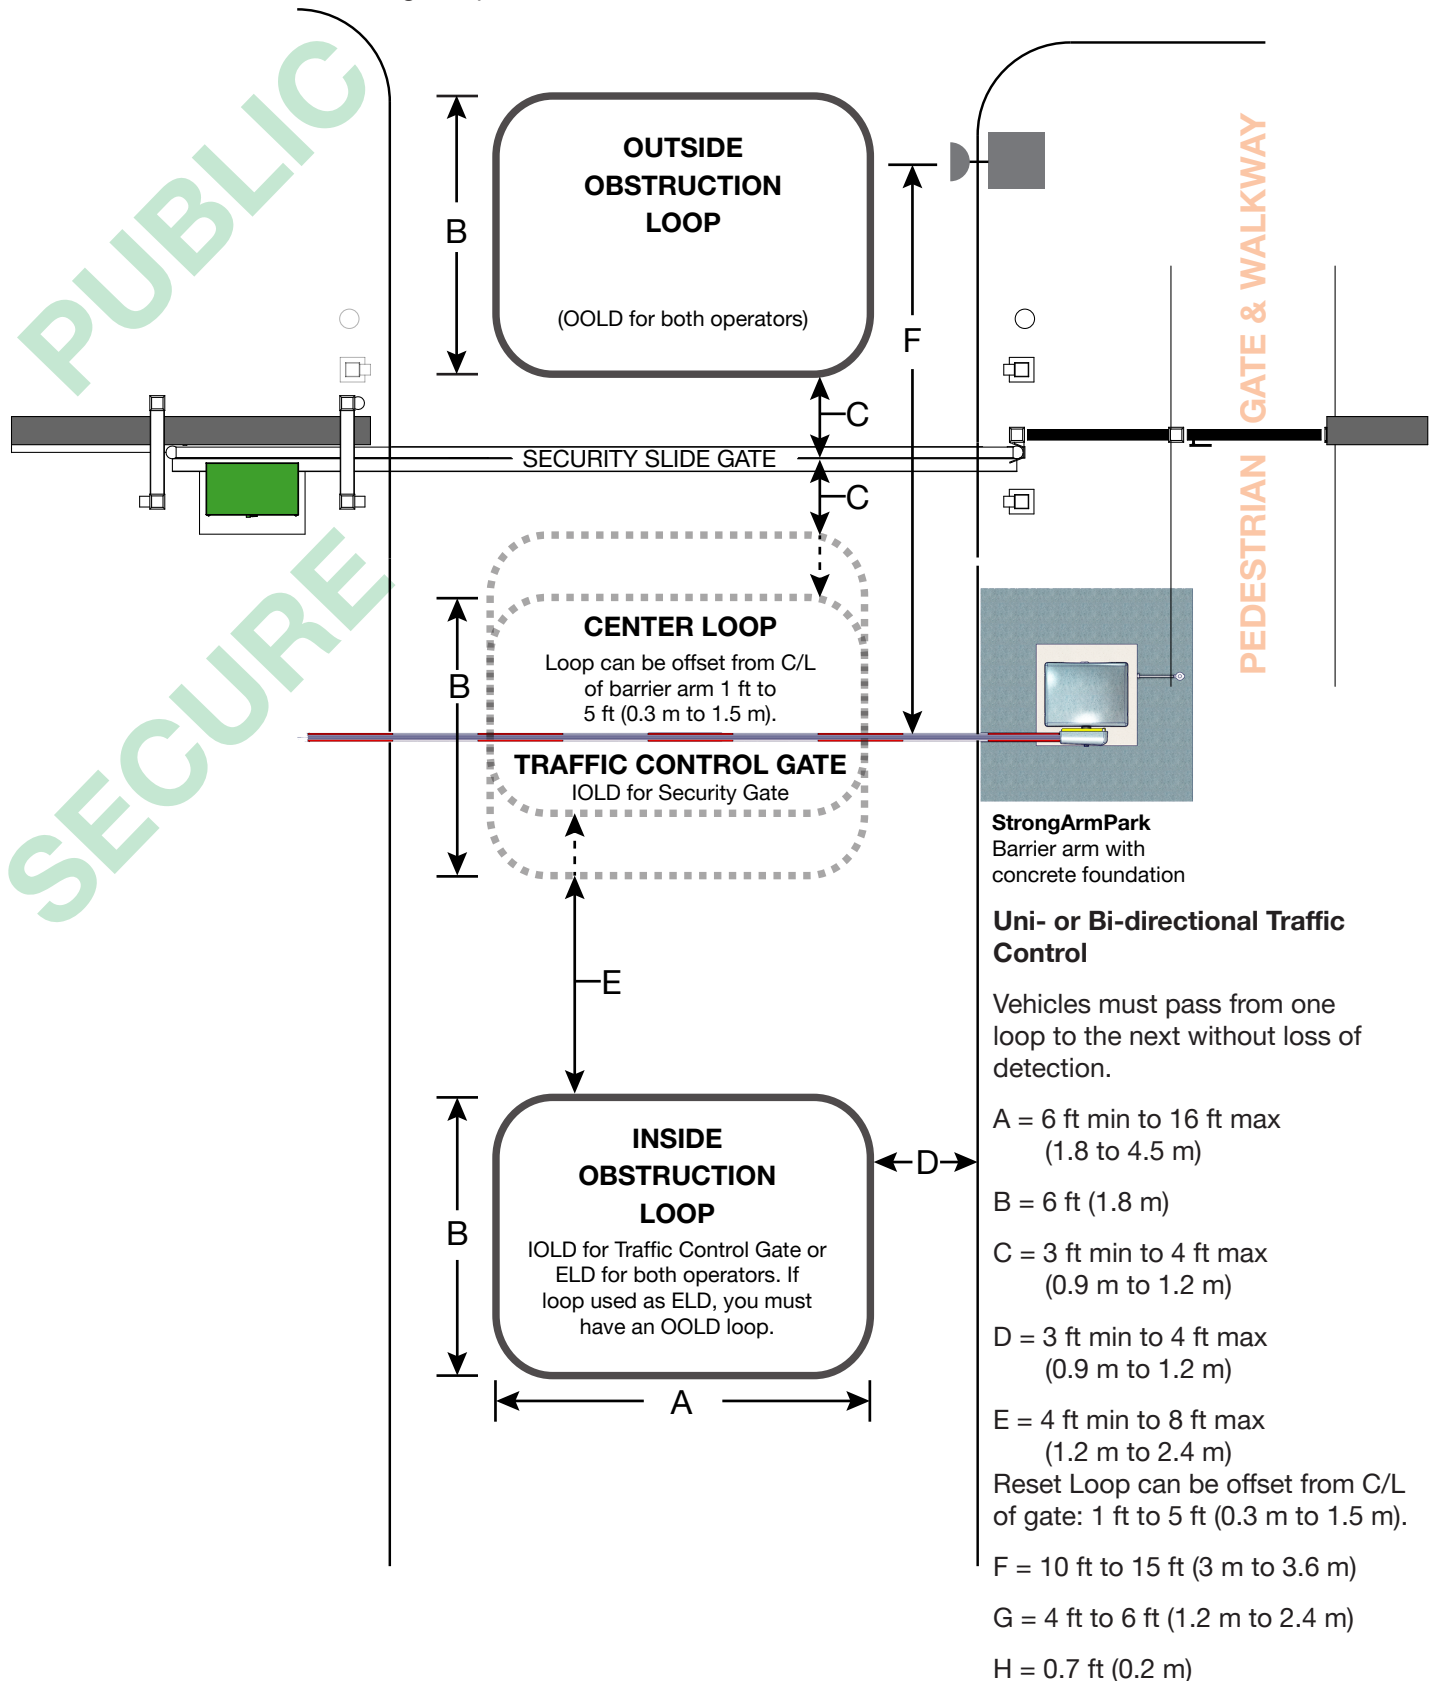 PUBLIC
OUTSIDE
OBSTRUCTION
LOOP
(OOLD for both operators)
B
F
C
SECURITY SLIDE GATE
C
PEDESTRIAN GATE & WALKWAY
SECURE
CENTER LOOP
Loop can be offset from C/L
of barrier arm 1 ft to
5 ft (0.3 m to 1.5 m).
B
TRAFFIC CONTROL GATE
IOLD for Security Gate
StrongArmPark
Barrier arm with
concrete foundation
E
INSIDE
OBSTRUCTION
LOOP
IOLD for Traffic Control Gate or
ELD for both operators. If
loop used as ELD, you must
have an OOLD loop.
B
D
A
Uni- or Bi-directional Traffic
Control
Vehicles must pass from one
loop to the next without loss of
detection.
A = 6 ft min to 16 ft max
(1.8 to 4.5 m)
B = 6 ft (1.8 m)
C = 3 ft min to 4 ft max
(0.9 m to 1.2 m)
D = 3 ft min to 4 ft max
(0.9 m to 1.2 m)
E = 4 ft min to 8 ft max
(1.2 m to 2.4 m)
Reset Loop can be offset from C/L
of gate: 1 ft to 5 ft (0.3 m to 1.5 m).
F = 10 ft to 15 ft (3 m to 3.6 m)
G = 4 ft to 6 ft (1.2 m to 2.4 m)
H = 0.7 ft (0.2 m)